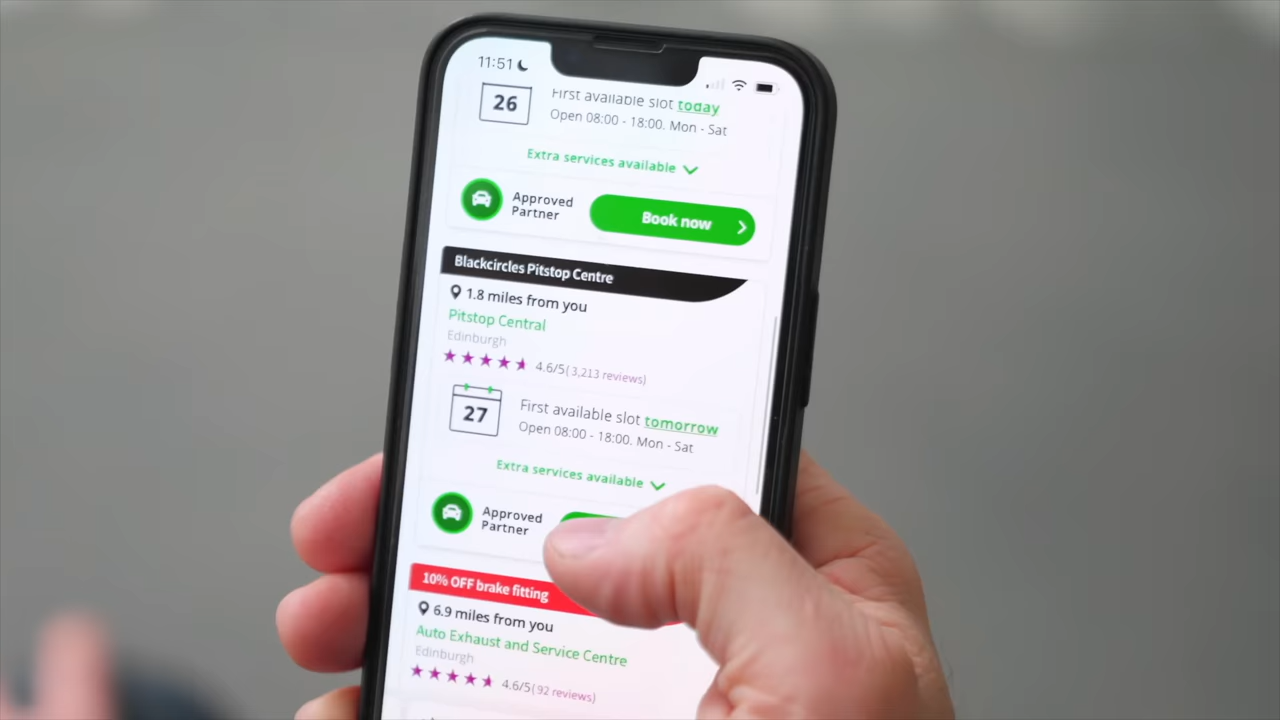 11:51
26
First available slot today
Open 08:00 - 18:00. Mon - Sat
Extra services available
Approved
Partner
Book now
Blackcircles Pitstop Centre
1.8 miles from you
Pitstop Central
Edinburgh
4.6/5 (3,213 reviews)
27
First available slot tomorrow
Open 08:00 - 18:00. Mon - Sat
Extra services available
Approved
Partner
10% OFF brake fitting
6.9 miles from you
Auto Exhaust and Service Centre
Edinburgh
4.6/5 (92 reviews)